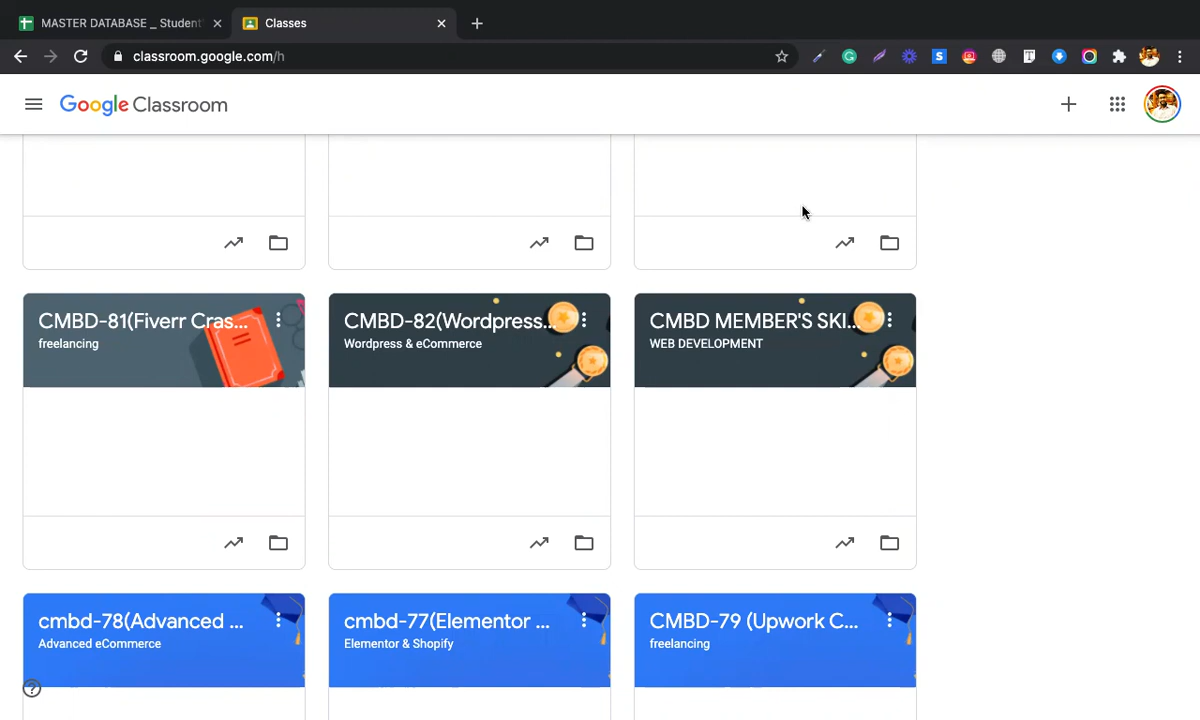 MASTER DATABASE _ Student'
Classes
classroom.google.com/h
Google Classroom
CMBD-81(Fiverr Cras...
freelancing
CMBD-82(Wordpress...
Wordpress & eCommerce
CMBD MEMBER'S SKI...
WEB DEVELOPMENT
cmbd-78(Advanced ...
Advanced eCommerce
cmbd-77(Elementor ...
Elementor & Shopify
CMBD-79 (Upwork C...
freelancing